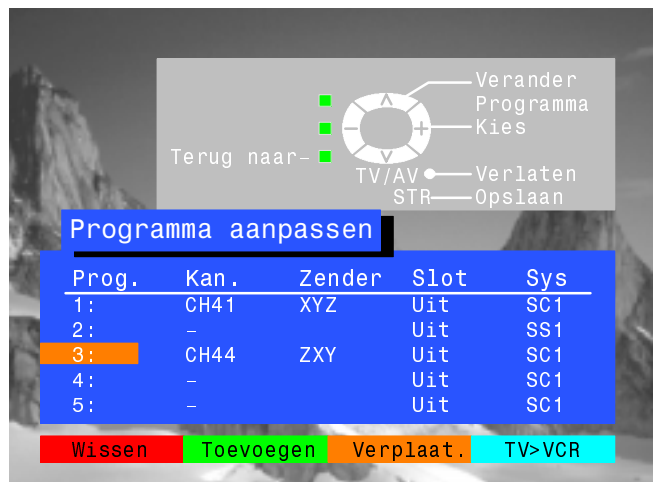 Verander
Programma
Kies
Terug naar–
TV/AV Verlaten
STR Opslaan
Programma aanpassen
Prog. Kan. Zender Slot Sys
1: CH41 XYZ Uit SC1
2: – Uit SS1
3: CH44 ZXY Uit SC1
4: – Uit SC1
5: – Uit SC1
Wissen Toevoegen Verplaat. TV>VCR